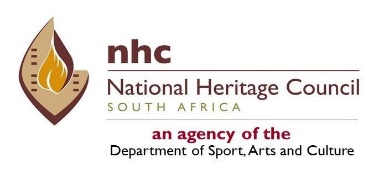 nhc
National Heritage Council
SOUTH AFRICA
an agency of the
Department of Sport, Arts and Culture